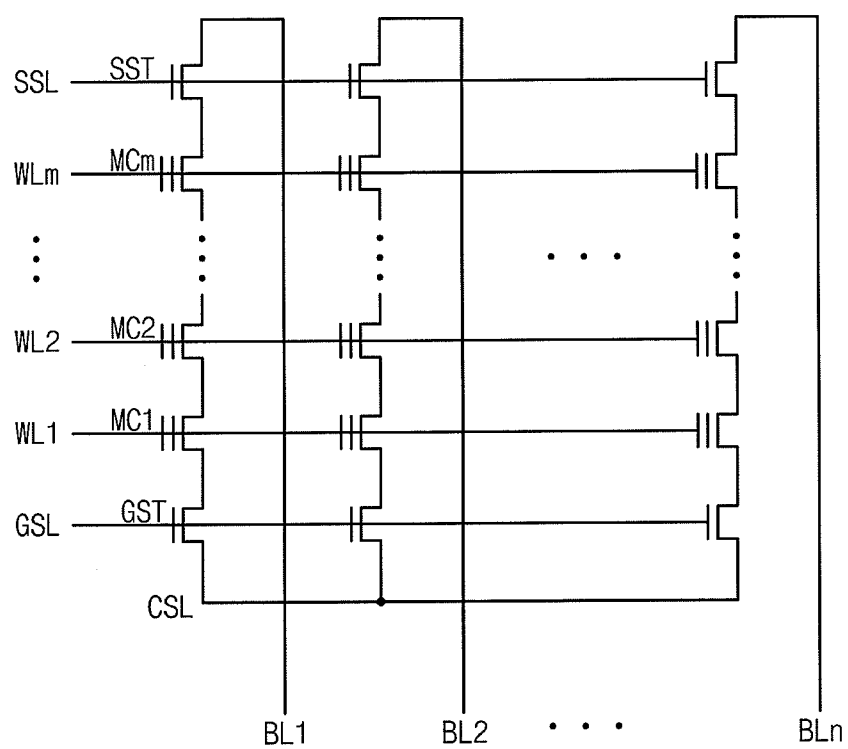 SSL SST
WLm MCm
WL2 MC2
WL1 MC1
GSL GST
CSL
BL1 BL2 BLn